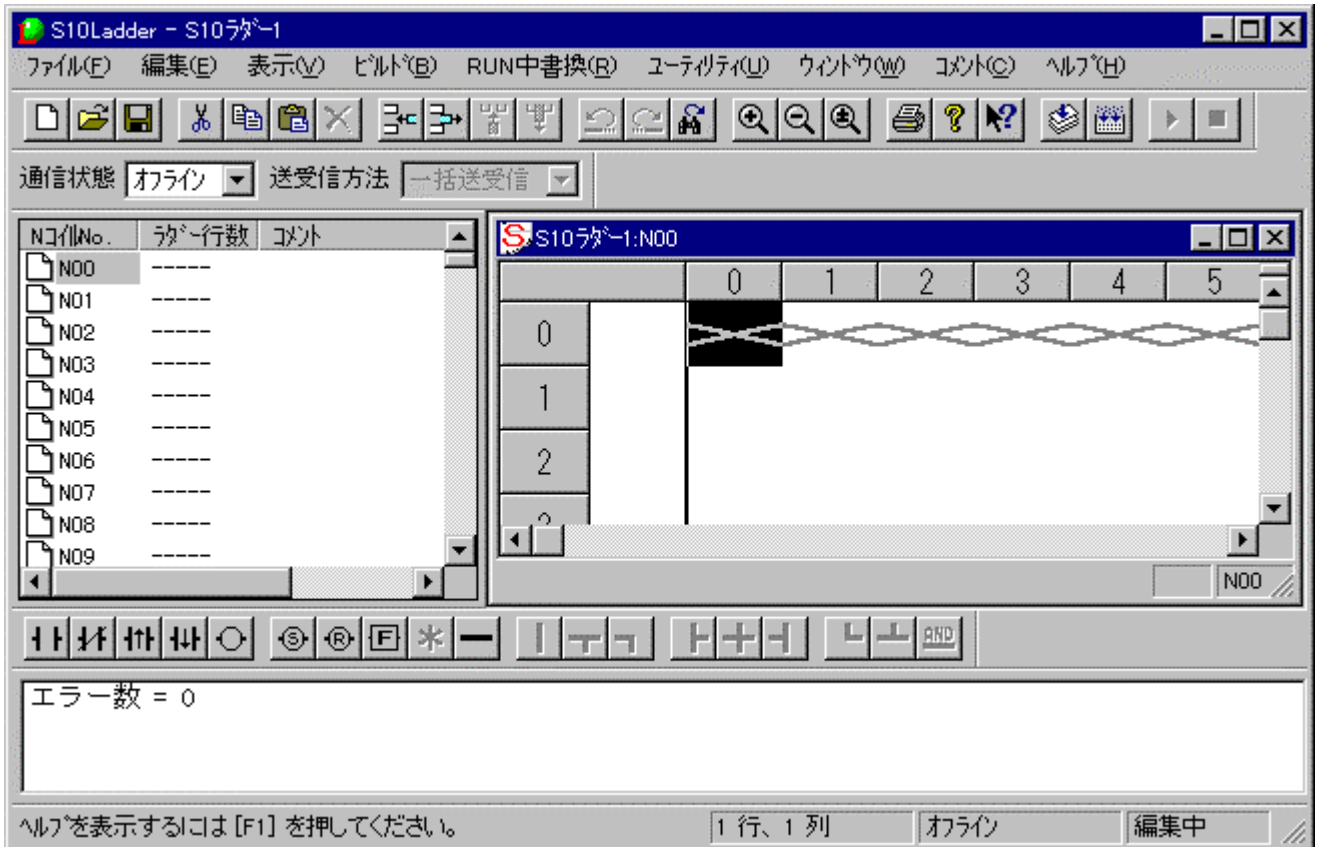 S10Ladder - S10ﾗﾀﾞｰ1
ﾌｧｲﾙ(F) 編集(E) 表示(V) ﾋﾞﾙﾄﾞ(B) RUN中書換(R) ﾕｰﾃｨﾘﾃｨ(U) ｳｨﾝﾄﾞｳ(W) ｺﾒﾝﾄ(C) ﾍﾙﾌﾟ(H)
通信状態 ｵﾌﾗｲﾝ 送受信方法 一括送受信
NｺｲﾙNo. ﾗﾀﾞｰ行数 ｺﾒﾝﾄ
N00 -----
N01 -----
N02 -----
N03 -----
N04 -----
N05 -----
N06 -----
N07 -----
N08 -----
N09 -----
S S10ﾗﾀﾞｰ1:N00
0 1 2 3 4 5
0
1
2
3
N00
S R F AND
エラー数 = 0
ﾍﾙﾌﾟを表示するには [F1] を押してください。 1 行、1 列 ｵﾌﾗｲﾝ 編集中